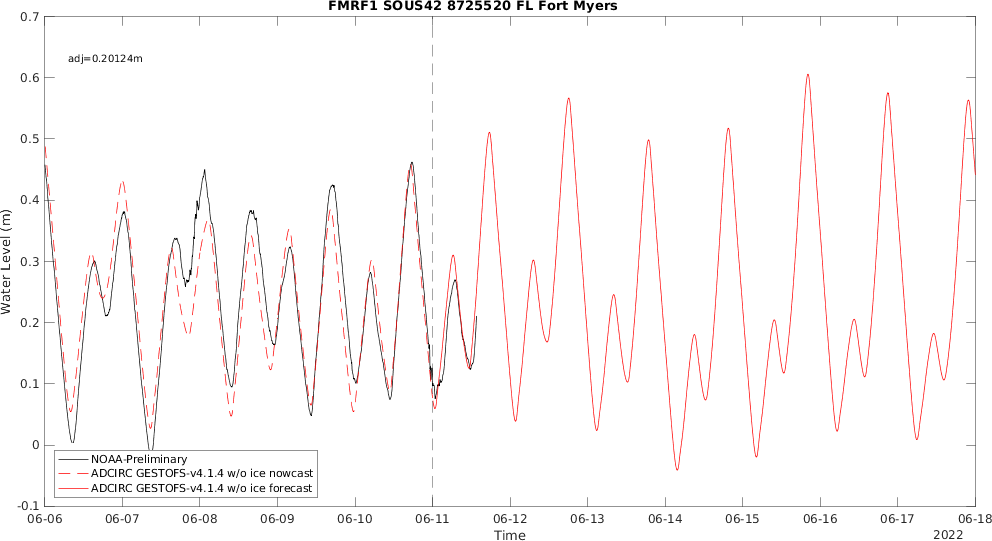 FMRF1 SOUS42 8725520 FL Fort Myers
0.7
adj=0.20124m
0.6
0.5
0.4
0.3
0.2
0.1
0
-0.1
Water Level (m)
NOAA-Preliminary
ADCIRC GESTOFS-v4.1.4 w/o ice nowcast
ADCIRC GESTOFS-v4.1.4 w/o ice forecast
06-06 06-07 06-08 06-09 06-10 06-11 06-12 06-13 06-14 06-15 06-16 06-17 06-18
Time
2022